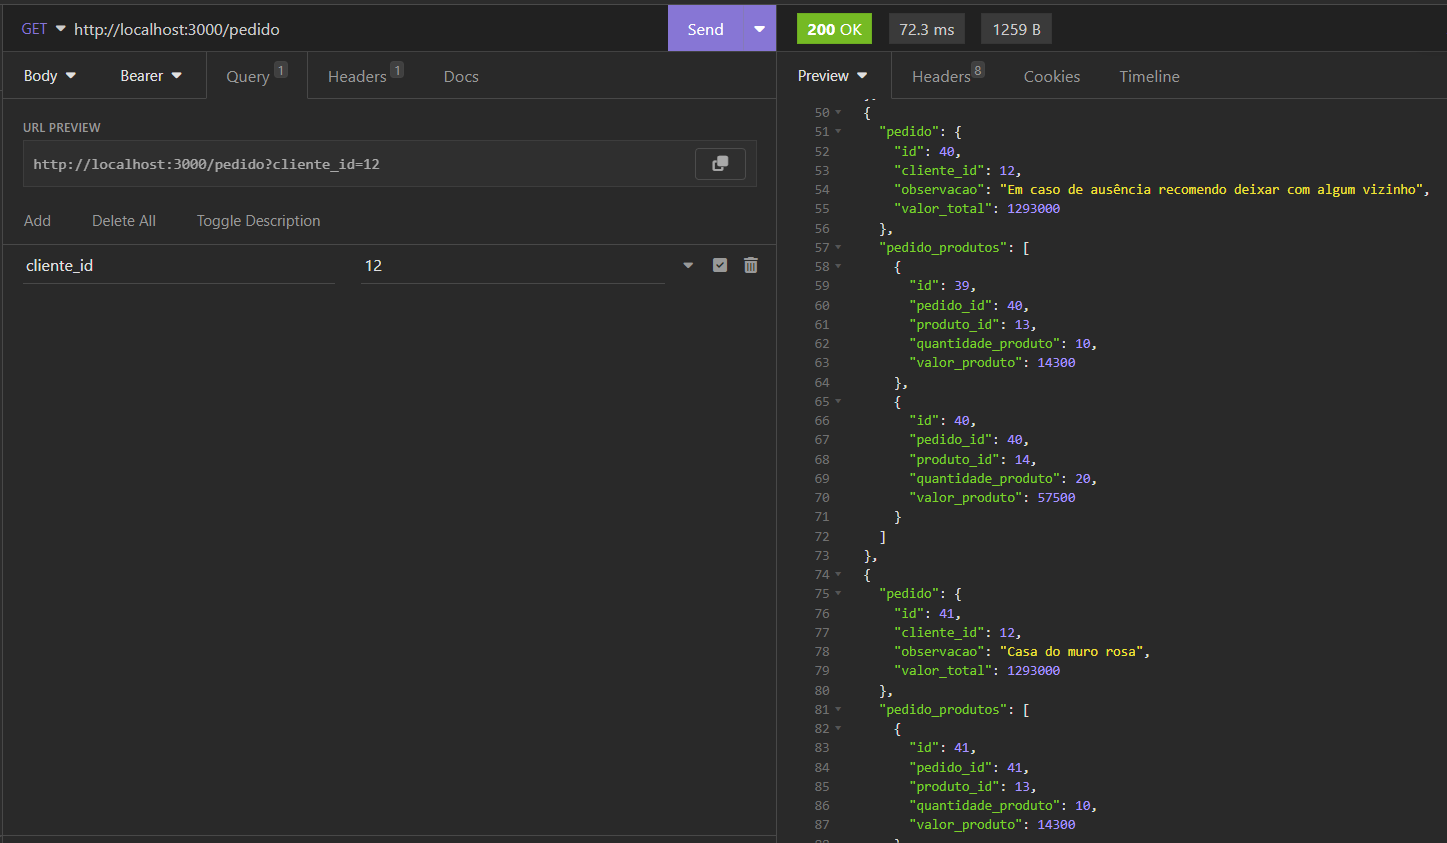 GET http://localhost:3000/pedido Send
Body Bearer Query 1 Headers 1 Docs
URL PREVIEW
http://localhost:3000/pedido?cliente_id=12
Add Delete All Toggle Description
cliente_id 12
200 OK 72.3 ms 1259 B
Preview Headers 8 Cookies Timeline
50 {
51 "pedido": {
52 "id": 40,
53 "cliente_id": 12,
54 "observacao": "Em caso de ausência recomendo deixar com algum vizinho",
55 "valor_total": 1293000
56 },
57 "pedido_produtos": [
58 {
59 "id": 39,
60 "pedido_id": 40,
61 "produto_id": 13,
62 "quantidade_produto": 10,
63 "valor_produto": 14300
64 },
65 {
66 "id": 40,
67 "pedido_id": 40,
68 "produto_id": 14,
69 "quantidade_produto": 20,
70 "valor_produto": 57500
71 }
72 ]
73 },
74 {
75 "pedido": {
76 "id": 41,
77 "cliente_id": 12,
78 "observacao": "Casa do muro rosa",
79 "valor_total": 1293000
80 },
81 "pedido_produtos": [
82 {
83 "id": 41,
84 "pedido_id": 41,
85 "produto_id": 13,
86 "quantidade_produto": 10,
87 "valor_produto": 14300